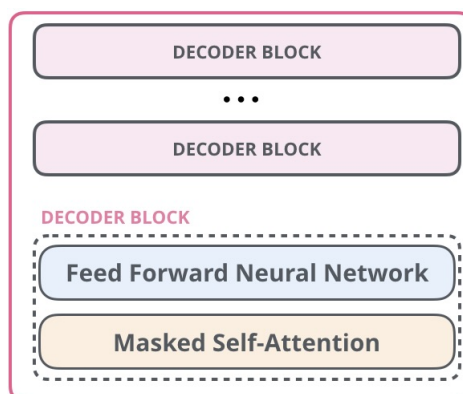 DECODER BLOCK
...
DECODER BLOCK
DECODER BLOCK
Feed Forward Neural Network
Masked Self-Attention